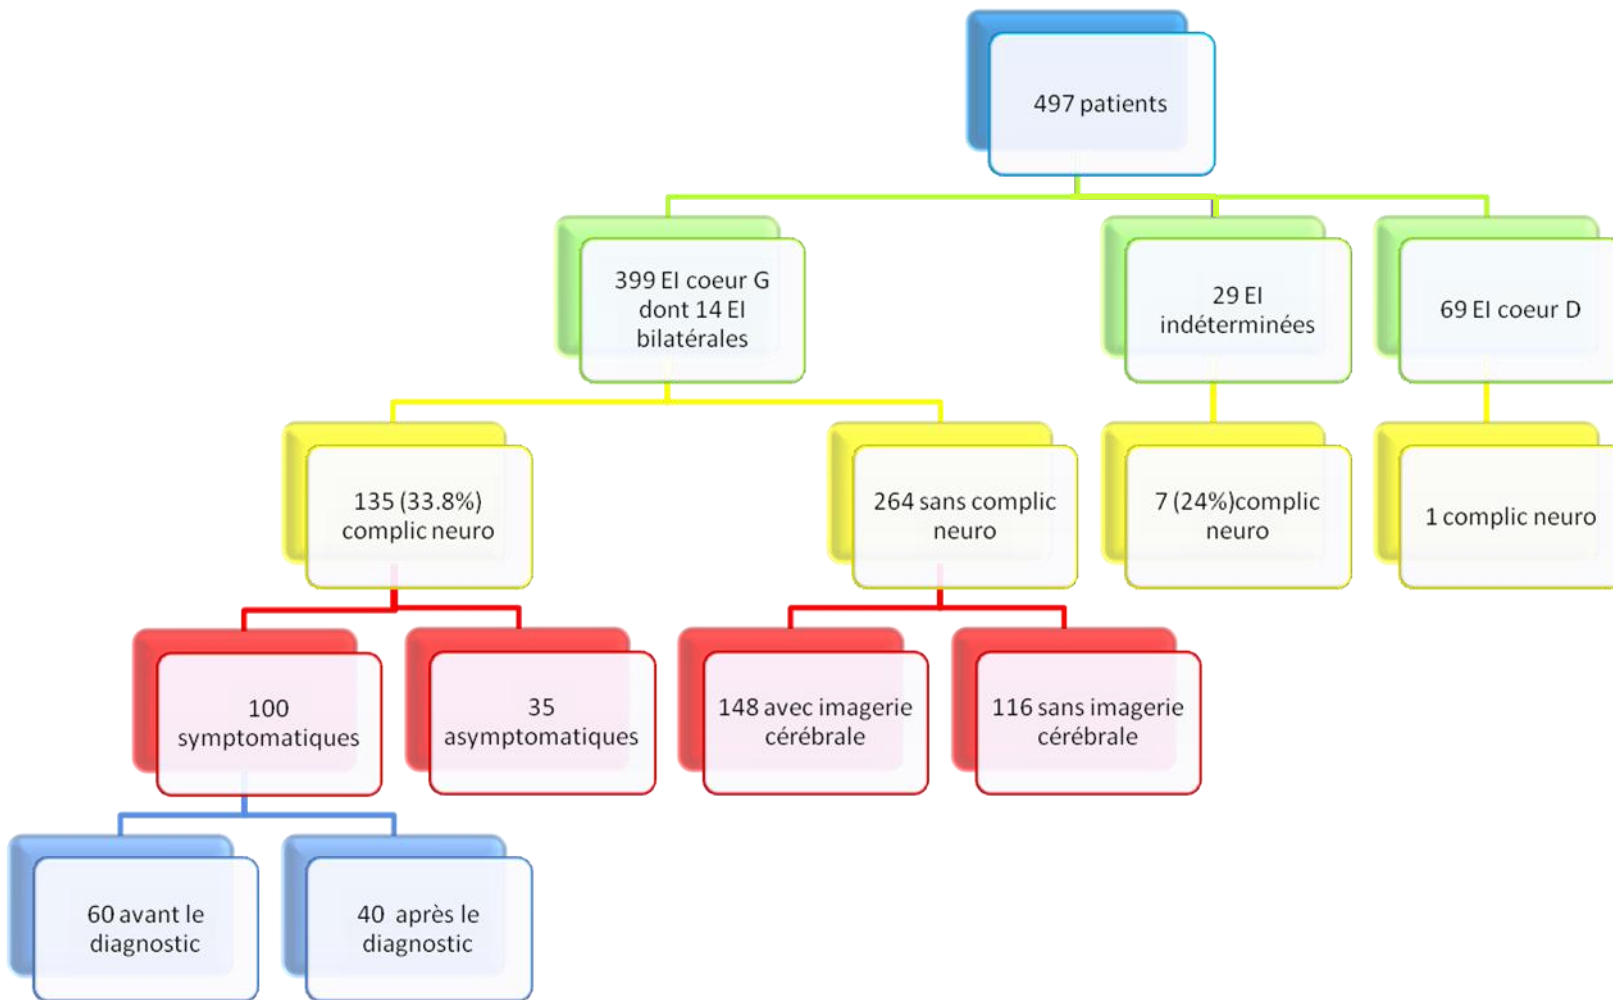 497 patients
399 EI coeur G
dont 14 EI
bilatérales
29 EI
indéterminées
69 EI coeur D
135 (33.8%)
complic neuro
264 sans complic
neuro
7 (24%)complic
neuro
1 complic neuro
100
symptomatiques
35
asymptomatiques
148 avec imagerie
cérébrale
116 sans imagerie
cérébrale
60 avant le
diagnostic
40 après le
diagnostic